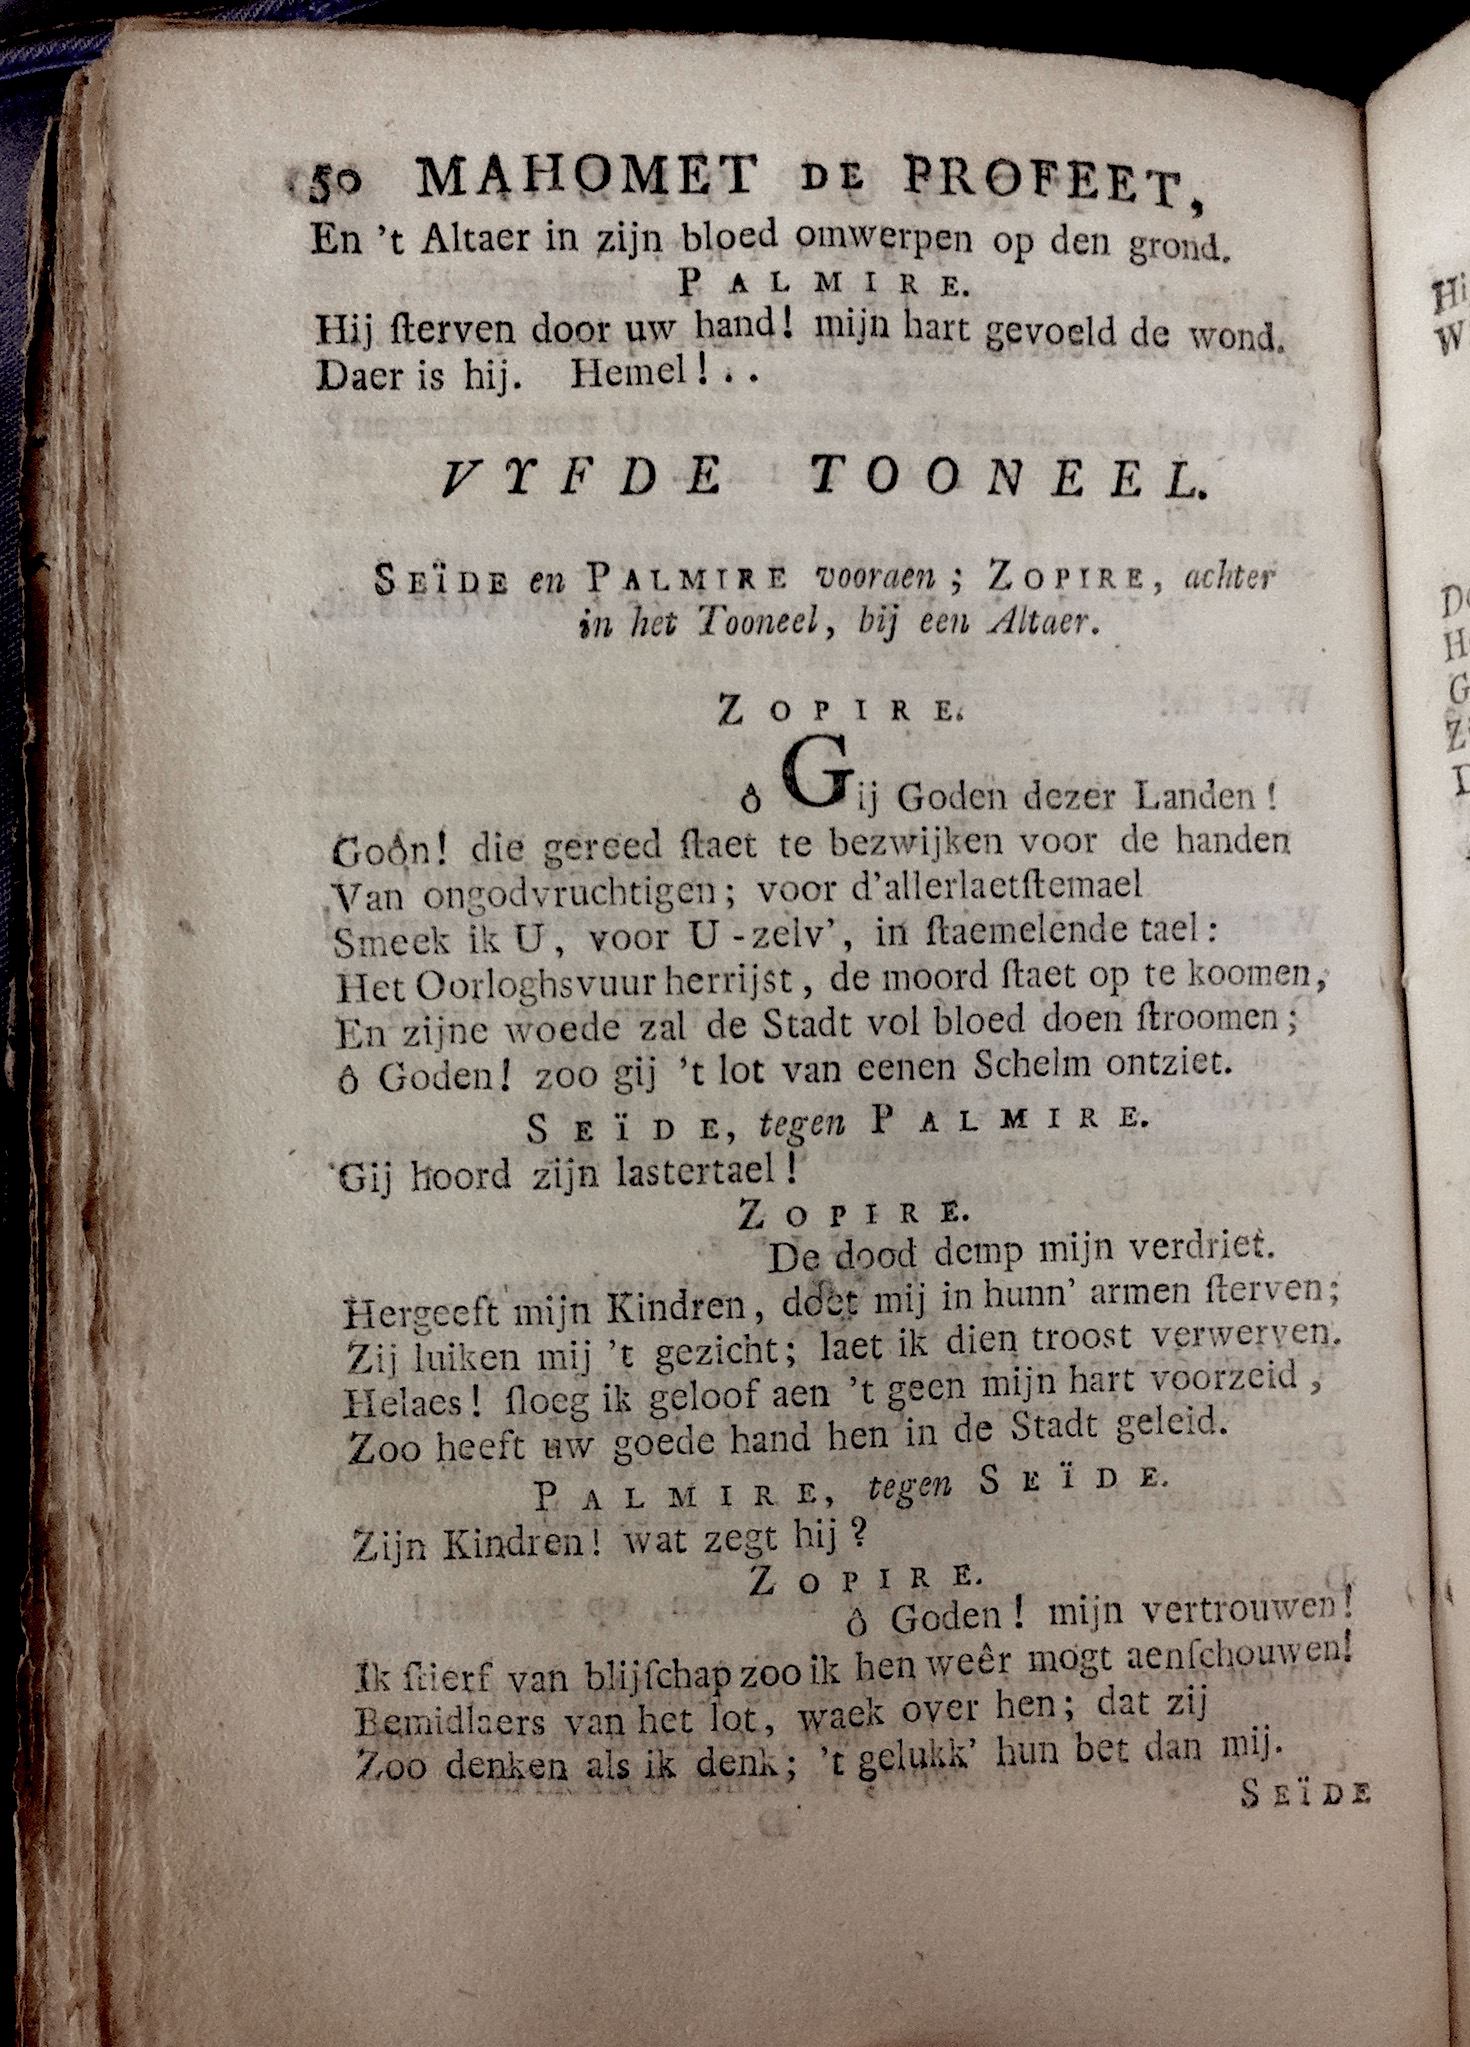 50 MAHOMET DE PROFEET,
En 't Altaer in zijn bloed omwerpen op den grond.
PALMIRE.
Hij ſterven door uw hand! mijn hart gevoeld de wond.
Daer is hij. Hemel!..
VYFDE TOONEEL.
SEÏDE en PALMIRE vooraen; ZOPIRE, achter
in het Tooneel, bij een Altaer.
ZOPIRE.
ô Gij Goden dezer Landen!
Goôn! die gereed ſtaet te bezwijken voor de handen
Van ongodvruchtigen; voor d'allerlaetſtemael
Smeek ik U, voor U-zelv', in ſtaemelende tael:
Het Oorloghsvuur herrijst, de moord ſtaet op te koomen,
En zijne woede zal de Stadt vol bloed doen ſtroomen;
ô Goden! zoo gij 't lot van eenen Schelm ontziet.
SEÏDE, tegen PALMIRE.
Gij hoord zijn lastertael!
ZOPIRE.
De dood demp mijn verdriet.
Hergeeft mijn Kindren, doet mij in hunn' armen ſterven;
Zij luiken mij 't gezicht; laet ik dien troost verwerven.
Helaes! ſloeg ik geloof aen 't geen mijn hart voorzeid,
Zoo heeft uw goede hand hen in de Stadt geleid.
PALMIRE, tegen SEÏDE.
Zijn Kindren! wat zegt hij?
ZOPIRE.
ô Goden! mijn vertrouwen!
Ik ſtierf van blijſchap zoo ik hen weêr mogt aenſchouwen!
Bemidlaers van het lot, waek over hen; dat zij
Zoo denken als ik denk; 't gelukk' hun bet dan mij.
SEÏDE
Hi
W
H
G